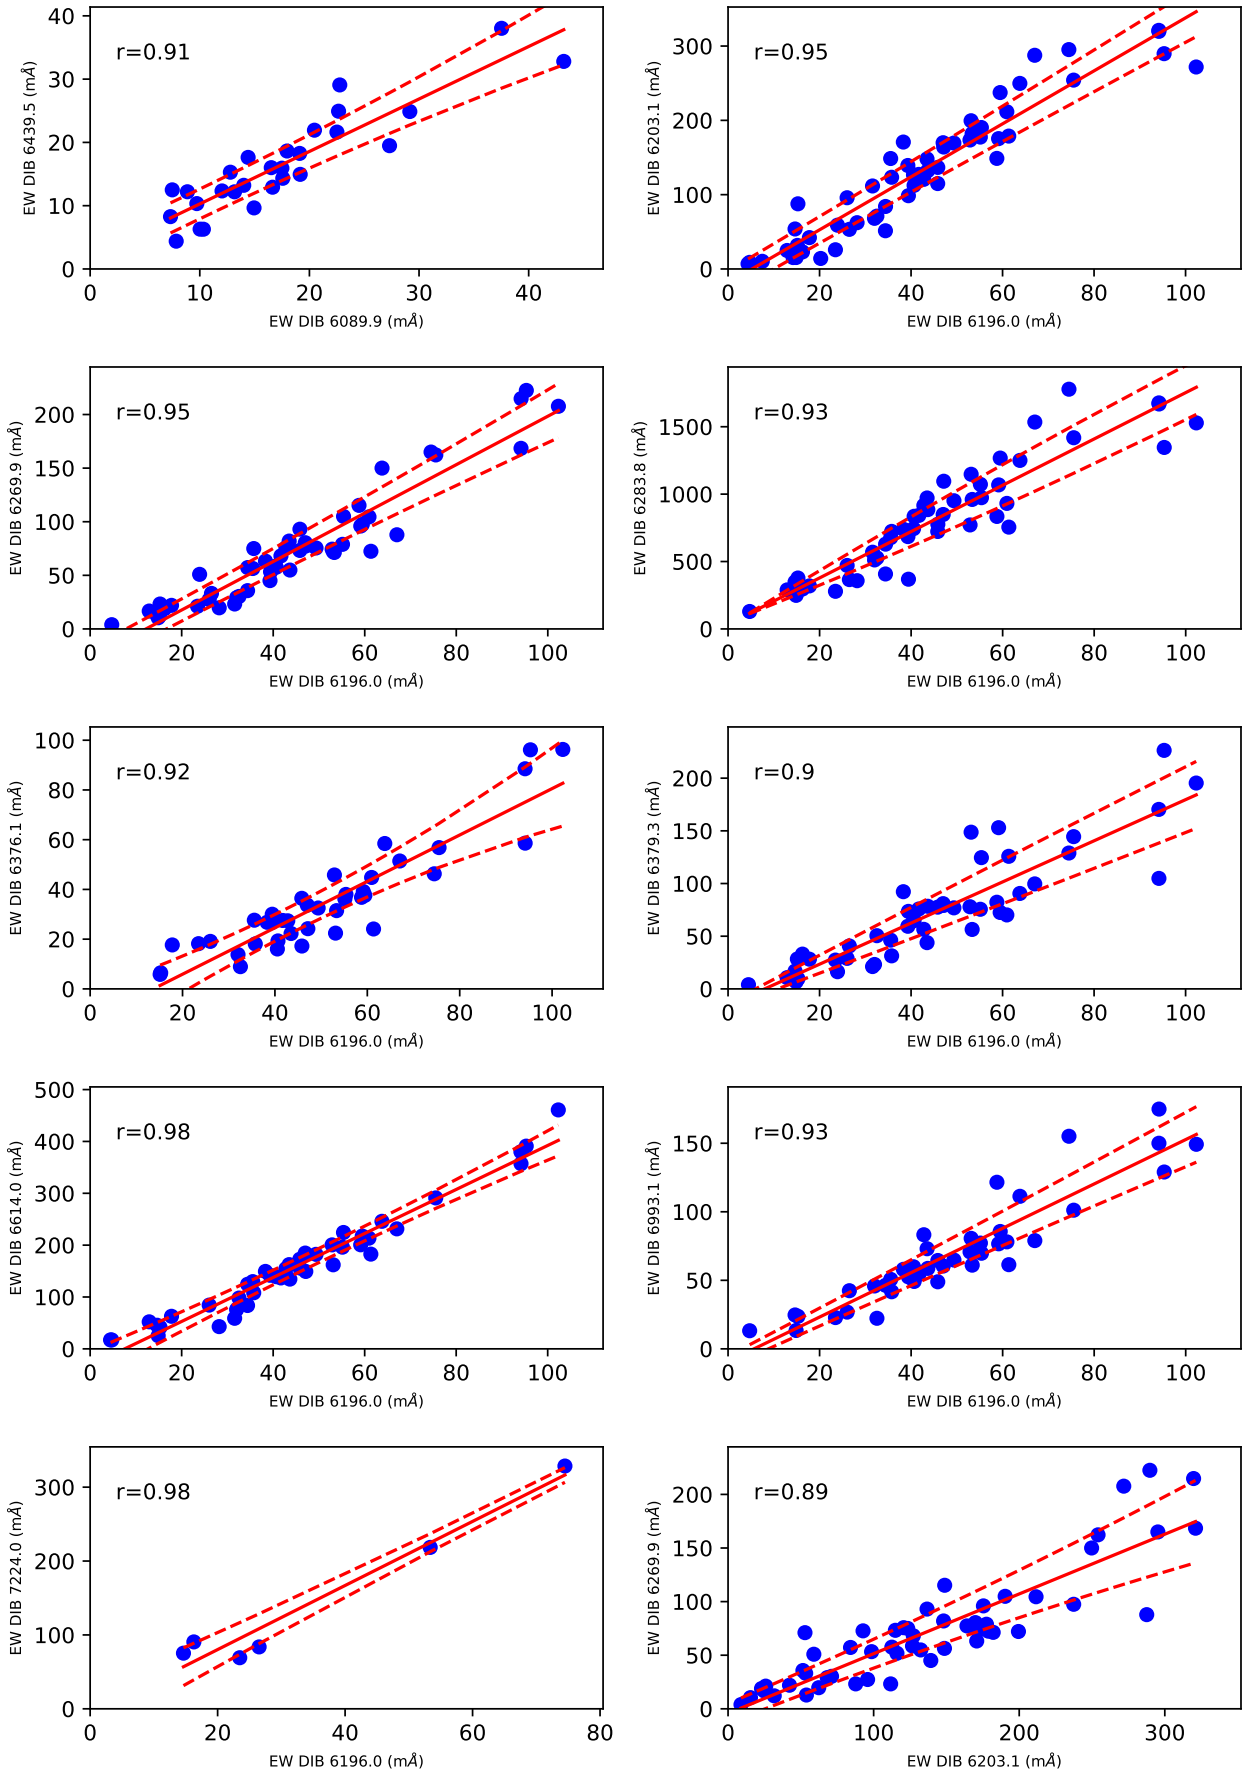 40
30
20
10
0
EW DIB 6439.5 (mÅ)
r=0.91
0 10 20 30 40
EW DIB 6089.9 (mÅ)
300
200
100
0
EW DIB 6203.1 (mÅ)
r=0.95
0 20 40 60 80 100
EW DIB 6196.0 (mÅ)
200
150
100
50
0
EW DIB 6269.9 (mÅ)
r=0.95
0 20 40 60 80 100
EW DIB 6196.0 (mÅ)
1500
1000
500
0
EW DIB 6283.8 (mÅ)
r=0.93
0 20 40 60 80 100
EW DIB 6196.0 (mÅ)
100
80
60
40
20
0
EW DIB 6376.1 (mÅ)
r=0.92
0 20 40 60 80 100
EW DIB 6196.0 (mÅ)
200
150
100
50
0
EW DIB 6379.3 (mÅ)
r=0.9
0 20 40 60 80 100
EW DIB 6196.0 (mÅ)
500
400
300
200
100
0
EW DIB 6614.0 (mÅ)
r=0.98
0 20 40 60 80 100
EW DIB 6196.0 (mÅ)
150
100
50
0
EW DIB 6993.1 (mÅ)
r=0.93
0 20 40 60 80 100
EW DIB 6196.0 (mÅ)
300
200
100
0
EW DIB 7224.0 (mÅ)
r=0.98
0 20 40 60 80
EW DIB 6196.0 (mÅ)
200
150
100
50
0
EW DIB 6269.9 (mÅ)
r=0.89
0 100 200 300
EW DIB 6203.1 (mÅ)